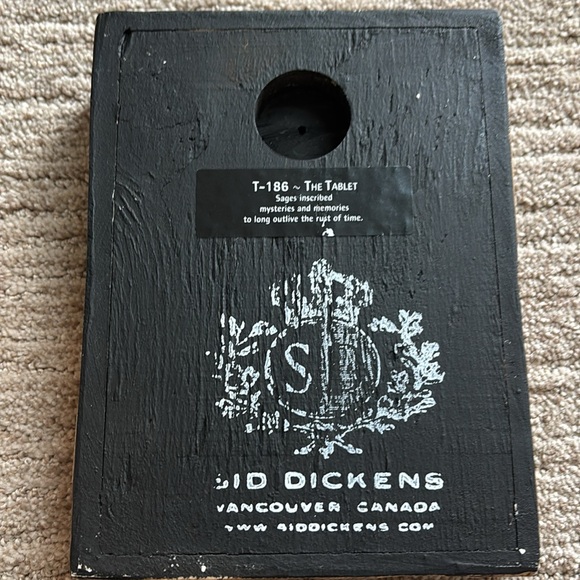 T-186 ~ THE TABLET
Sages inscribed
mysteries and memories
to long outlive the rust of time.
SD
SID DICKENS
VANCOUVER CANADA
WWW SIDDICKENS COM